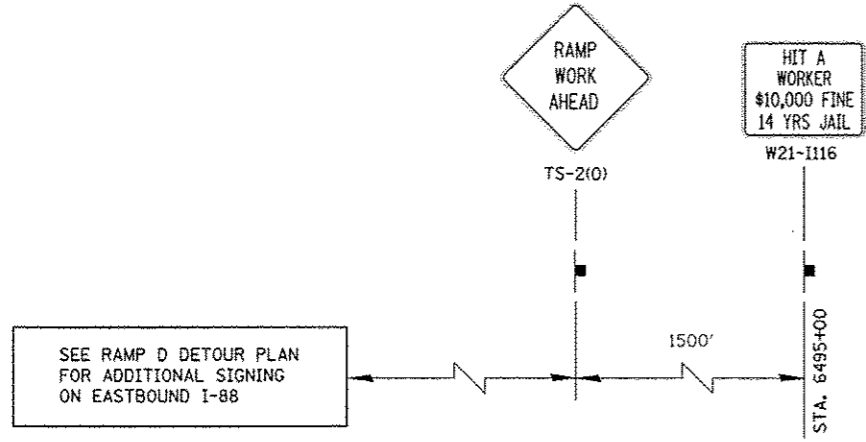 RAMP
WORK
AHEAD
TS-2(O)
HIT A
WORKER
$10,000 FINE
14 YRS JAIL
W21-I116
SEE RAMP D DETOUR PLAN
FOR ADDITIONAL SIGNING
ON EASTBOUND I-88
1500'
STA. 6495+00